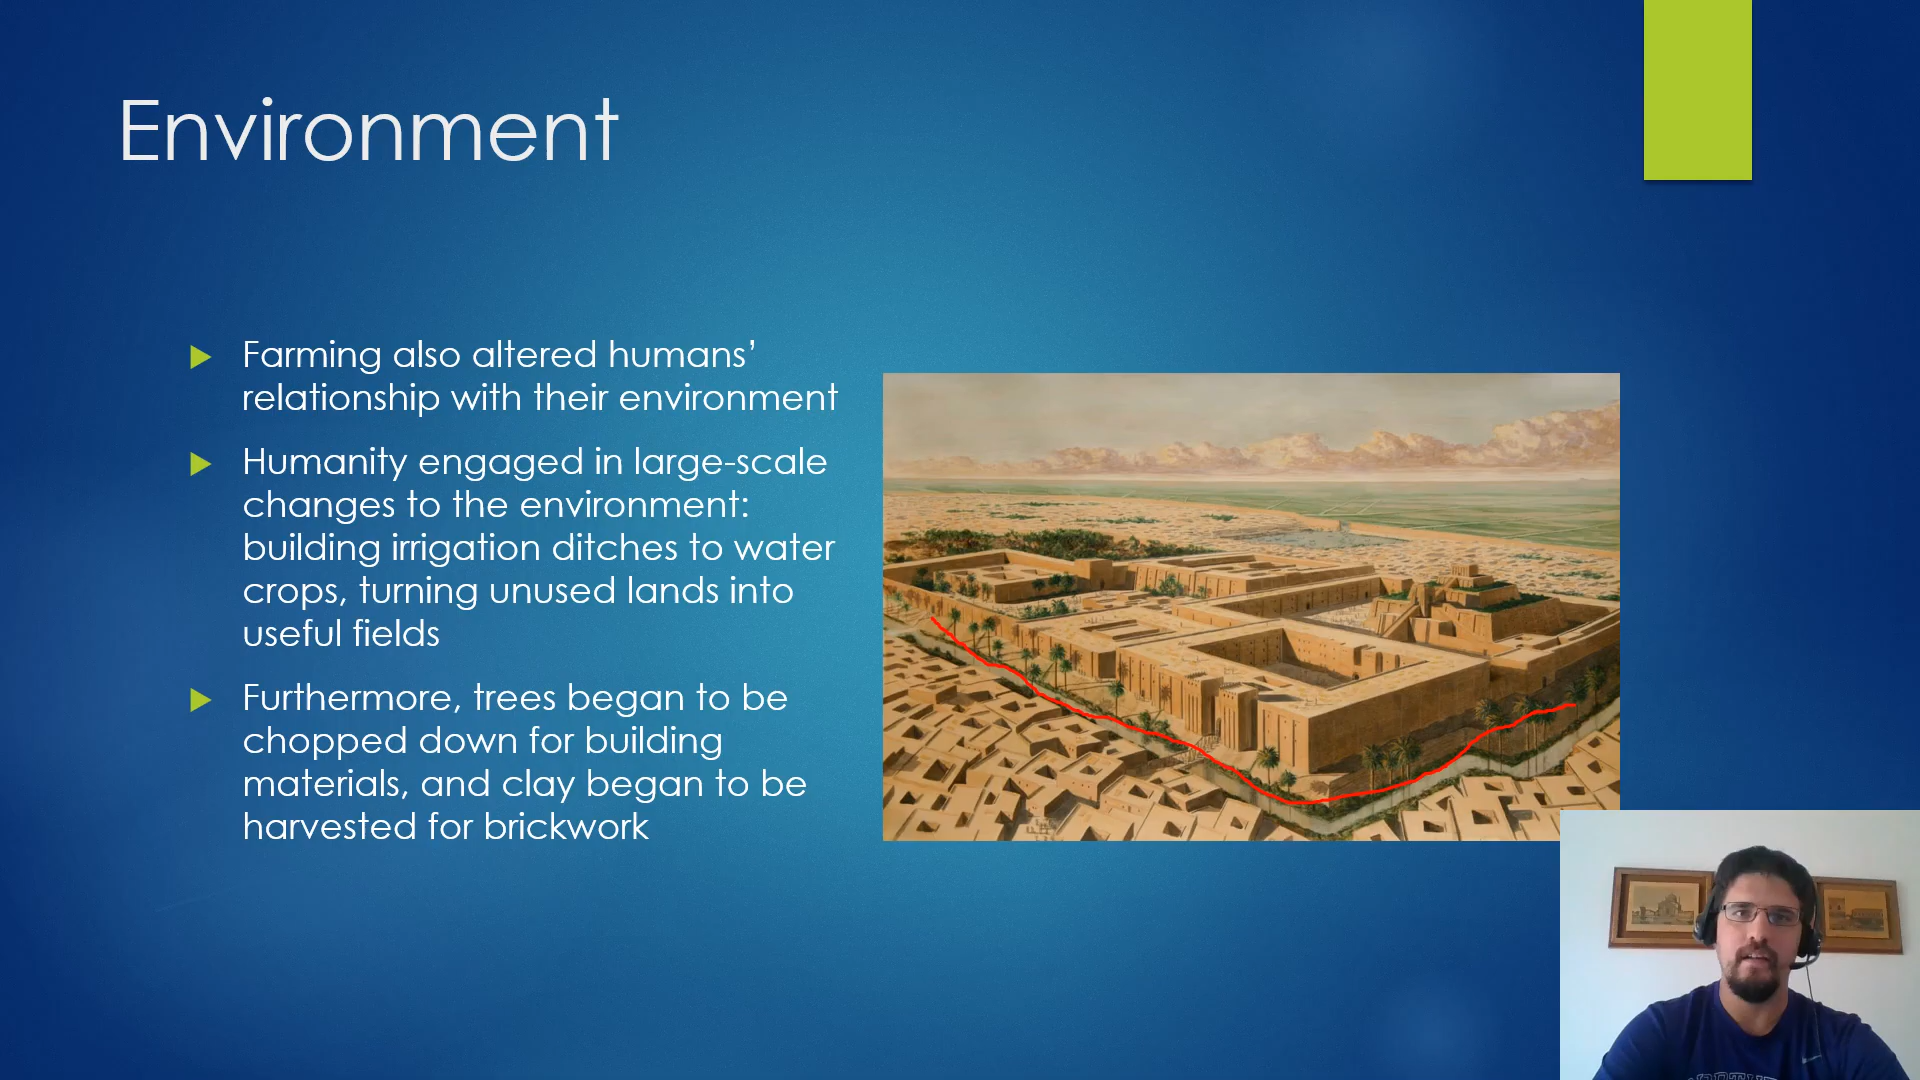 Environment
Farming also altered humans’
relationship with their environment
Humanity engaged in large-scale
changes to the environment:
building irrigation ditches to water
crops, turning unused lands into
useful fields
Furthermore, trees began to be
chopped down for building
materials, and clay began to be
harvested for brickwork